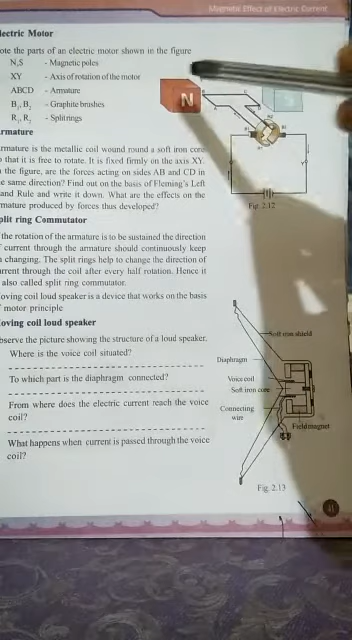 Magnetic Effect of Electric Current
lectric Motor
ote the parts of an electric motor shown in the figure
N,S - Magnetic poles
XY - Axis of rotation of the motor
ABCD - Armature
B₁, B₂ - Graphite brushes
R₁, R₂ - Split rings
N
rmature
rmature is the metallic coil wound round a soft iron core
that it is free to rotate. It is fixed firmly on the axis XY.
the figure, are the forces acting on sides AB and CD in
e same direction? Find out on the basis of Fleming's Left
and Rule and write it down. What are the effects on the
mature produced by forces thus developed?
Fig. 2.12
plit ring Commutator
the rotation of the armature is to be sustained the direction
current through the armature should continuously keep
changing. The split rings help to change the direction of
urrent through the coil after every half rotation. Hence it
also called split ring commutator.
oving coil loud speaker is a device that works on the basis
motor principle
oving coil loud speaker
bserve the picture showing the structure of a loud speaker.
Where is the voice coil situated?
To which part is the diaphragm connected?
From where does the electric current reach the voice
coil?
What happens when current is passed through the voice
coil?
Soft iron shield
Diaphragm
Voice coil
Soft iron core
Connecting
wire
Fieldmagnet
Fig. 2.13